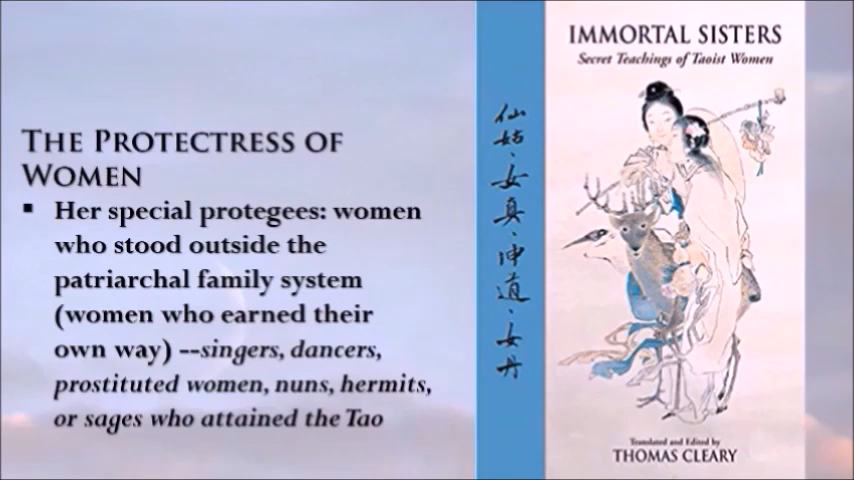 THE PROTECTRESS OF
WOMEN
▪ Her special protegees: women
who stood outside the
patriarchal family system
(women who earned their
own way) --singers, dancers,
prostituted women, nuns, hermits,
or sages who attained the Tao
IMMORTAL SISTERS
Secret Teachings of Taoist Women
仙姑·女真·坤道·女丹
Translated and Edited by
THOMAS CLEARY